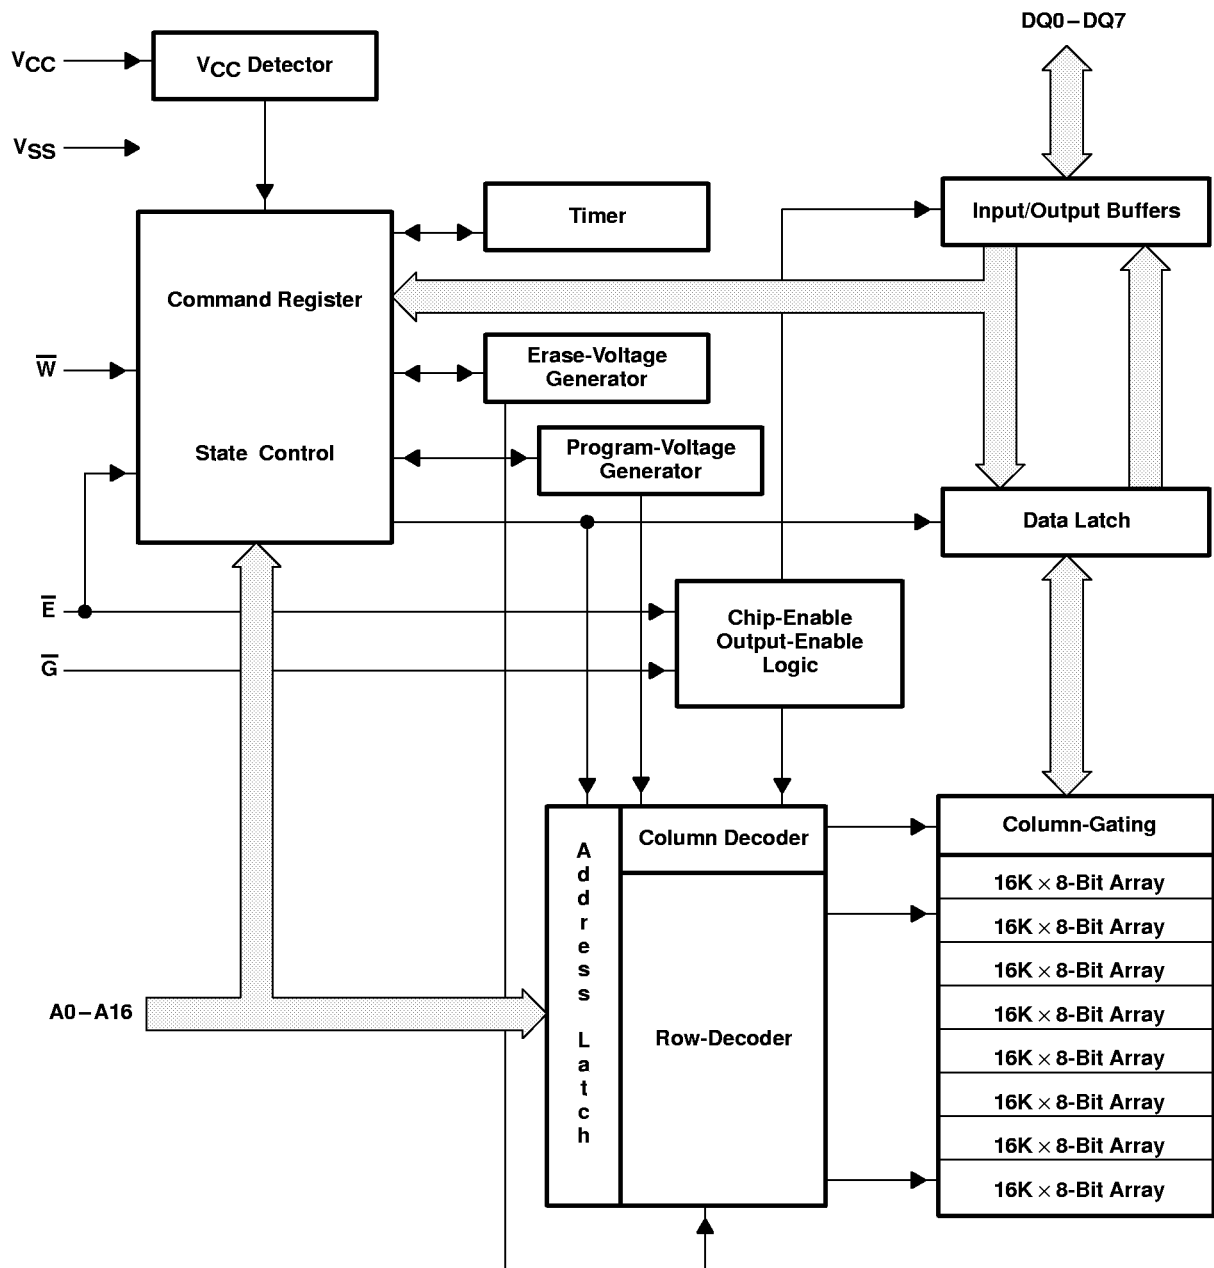 DQ0–DQ7
VCC
VCC Detector
VSS
Timer
Input/Output Buffers
Command Register
W̅
Erase-Voltage
Generator
State Control
Program-Voltage
Generator
Data Latch
E̅
Chip-Enable
Output-Enable
Logic
G̅
Address Latch
Column Decoder
Column-Gating
16K × 8-Bit Array
16K × 8-Bit Array
16K × 8-Bit Array
16K × 8-Bit Array
16K × 8-Bit Array
16K × 8-Bit Array
16K × 8-Bit Array
16K × 8-Bit Array
A0–A16
Row-Decoder